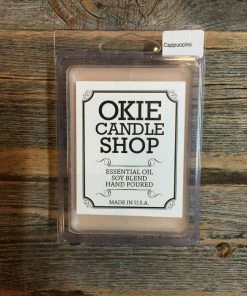 Cappuccino
OKIE
CANDLE
SHOP
ESSENTIAL OIL
SOY BLEND
HAND POURED
MADE IN U.S.A.